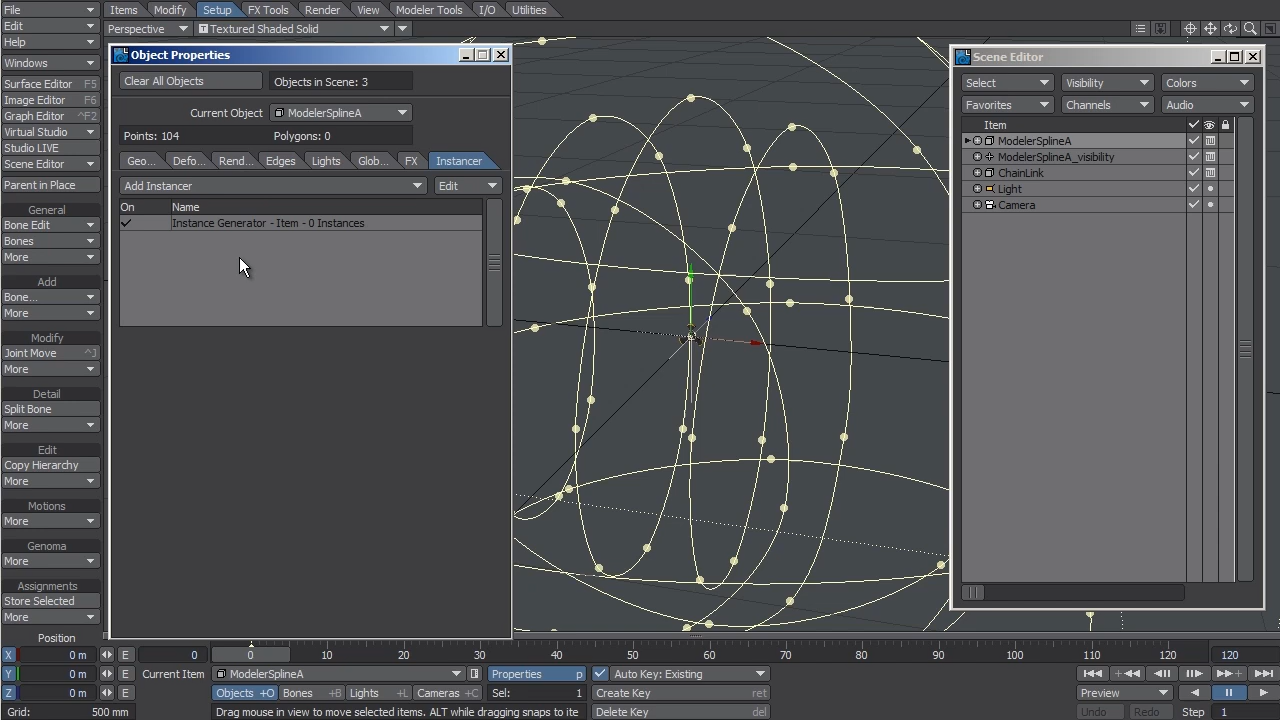 File
Edit
Help
Windows
Surface Editor F5
Image Editor F6
Graph Editor ^F2
Virtual Studio
Studio LIVE
Scene Editor
Parent in Place
General
Bone Edit
Bones
More
Add
Bone...
More
Modify
Joint Move ^J
More
Detail
Split Bone
More
Edit
Copy Hierarchy
More
Motions
More
Genoma
More
Assignments
Store Selected
More
Items Modify Setup FX Tools Render View Modeler Tools I/O Utilities
Perspective T Textured Shaded Solid
Object Properties
Clear All Objects Objects in Scene: 3
Current Object ModelerSplineA
Points: 104 Polygons: 0
Geo... Defo... Rend... Edges Lights Glob... FX Instancer
Add Instancer Edit
On Name
Instance Generator - Item - 0 Instances
Scene Editor
Select Visibility Colors
Favorites Channels Audio
Item
ModelerSplineA
ModelerSplineA_visibility
ChainLink
Light
Camera
Position
X 0 m E 0 0 10 20 30 40 50 60 70 80 90 100 110 120 120
Y 0 m E Current Item ModelerSplineA Properties p Auto Key: Existing
Z 0 m E Objects +O Bones +B Lights +L Cameras +C Sel: 1 Create Key ret Preview
Grid: 500 mm Drag mouse in view to move selected items. ALT while dragging snaps to ite Delete Key del Undo Redo Step 1